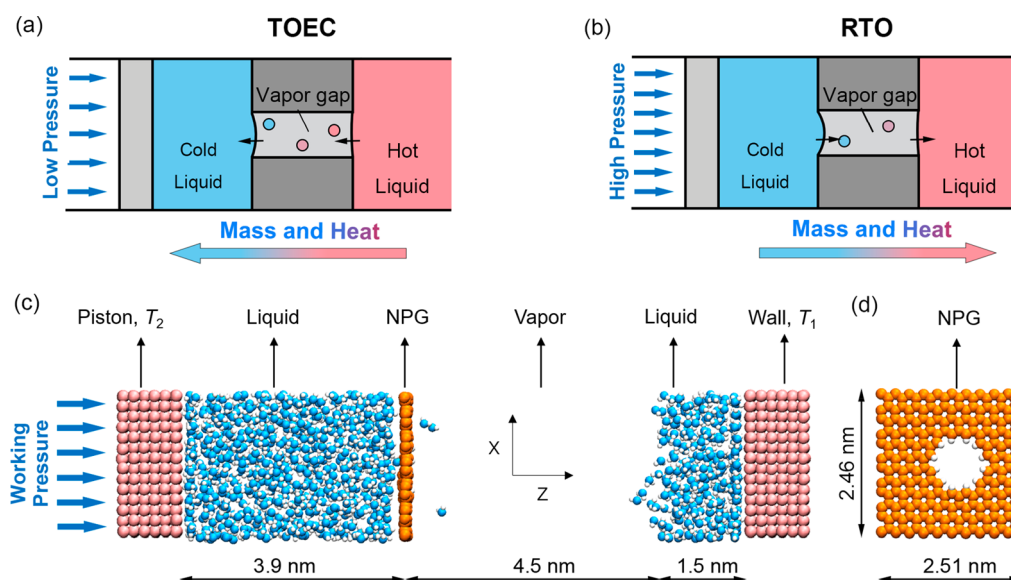 (a)
TOEC
Low Pressure
Vapor gap
Cold
Liquid
Hot
Liquid
Mass and Heat
(b)
RTO
High Pressure
Vapor gap
Cold
Liquid
Hot
Liquid
Mass and Heat
(c)
Piston, T₂
Liquid
NPG
Vapor
Liquid
Wall, T₁
Working
Pressure
X
Z
3.9 nm
4.5 nm
1.5 nm
(d)
NPG
2.46 nm
2.51 nm